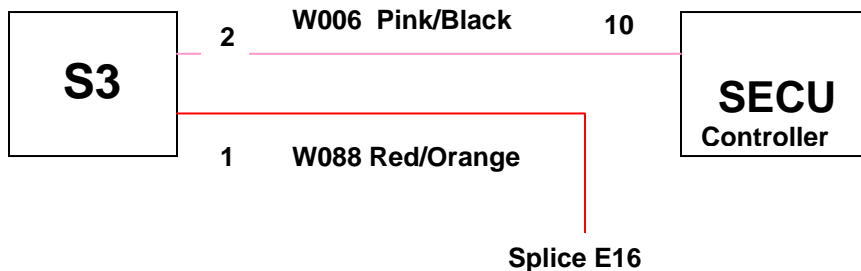 2 W006 Pink/Black 10
S3
SECU
Controller
1 W088 Red/Orange
Splice E16